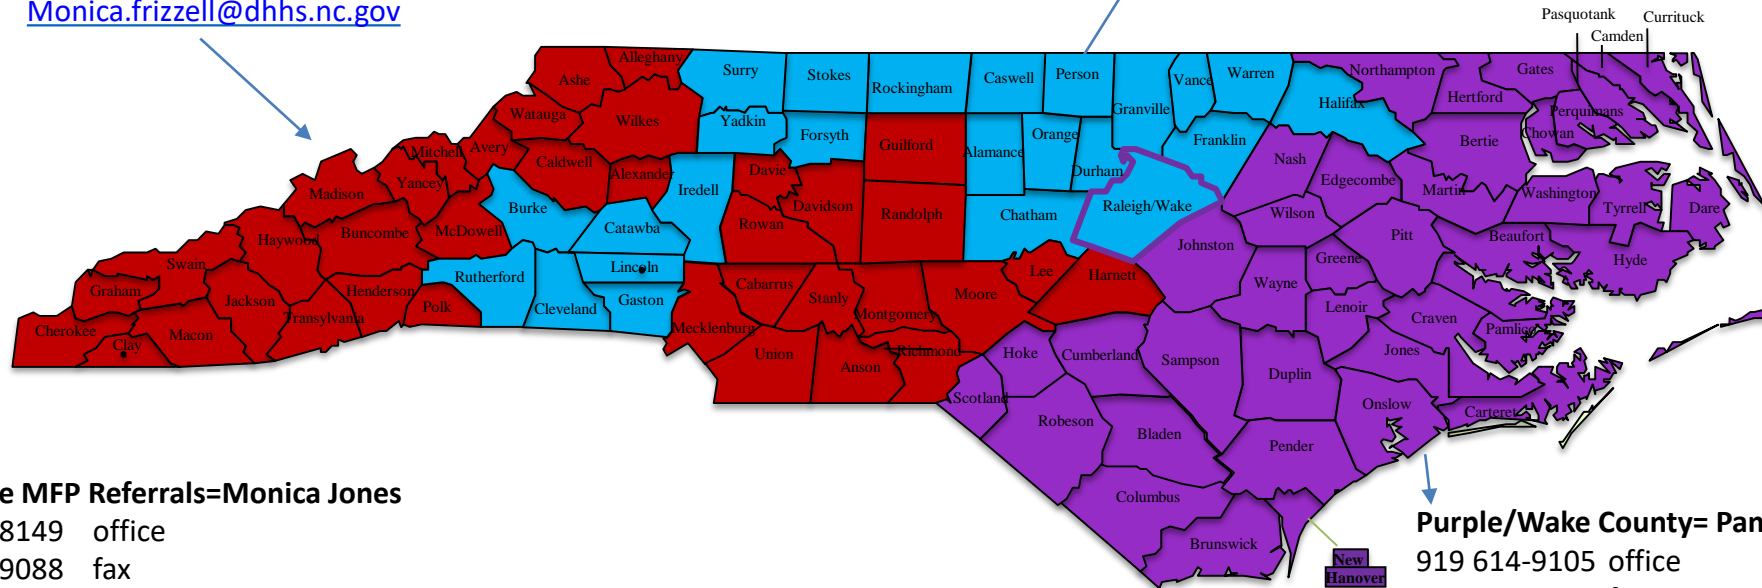 Monica.frizzell@dhhs.nc.gov
Pasquotank
Currituck
Camden
Alleghany
Ashe
Surry
Stokes
Rockingham
Caswell
Person
Granville
Vance
Warren
Northampton
Gates
Hertford
Halifax
Perqumans
Chowan
Bertie
Watauga
Wilkes
Yadkin
Forsyth
Guilford
Alamance
Orange
Durham
Franklin
Nash
Edgecombe
Martin
Washington
Tyrrell
Dare
Mitchell
Avery
Caldwell
Alexander
Iredell
Davie
Davidson
Randolph
Chatham
Raleigh/Wake
Wilson
Pitt
Beaufort
Hyde
Madison
Yancey
Burke
Catawba
Rowan
Johnston
Greene
Haywood
Buncombe
McDowell
Rutherford
Lincoln
Cabarrus
Stanly
Moore
Lee
Harnett
Wayne
Lenoir
Craven
Pamlico
Swain
Graham
Jackson
Henderson
Polk
Cleveland
Gaston
Mecklenburg
Montgomery
Richmond
Cherokee
Clay
Macon
Transylvania
Union
Anson
Hoke
Cumberland
Sampson
Duplin
Jones
Onslow
Carteret
Scotland
Robeson
Bladen
Pender
Columbus
Brunswick
New
Hanover
e MFP Referrals=Monica Jones
8149 office
9088 fax
Purple/Wake County= Pam
919 614-9105 office